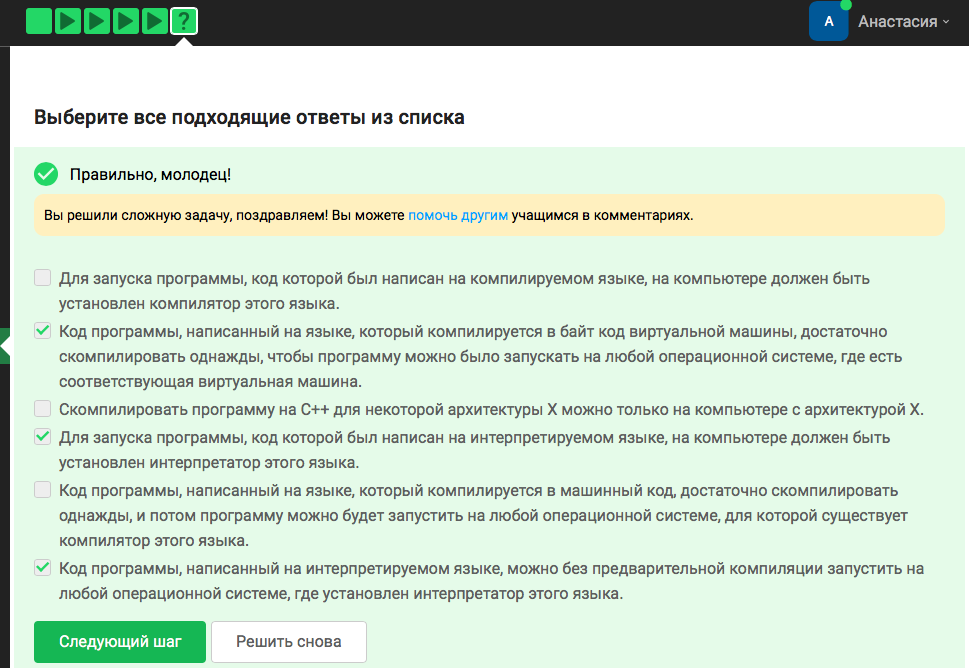 ?
А
Анастасия
Выберите все подходящие ответы из списка
Правильно, молодец!
Вы решили сложную задачу, поздравляем! Вы можете помочь другим учащимся в комментариях.
Для запуска программы, код которой был написан на компилируемом языке, на компьютере должен быть
установлен компилятор этого языка.
Код программы, написанный на языке, который компилируется в байт код виртуальной машины, достаточно
скомпилировать однажды, чтобы программу можно было запускать на любой операционной системе, где есть
соответствующая виртуальная машина.
Скомпилировать программу на C++ для некоторой архитектуры X можно только на компьютере с архитектурой X.
Для запуска программы, код которой был написан на интерпретируемом языке, на компьютере должен быть
установлен интерпретатор этого языка.
Код программы, написанный на языке, который компилируется в машинный код, достаточно скомпилировать
однажды, и потом программу можно будет запустить на любой операционной системе, для которой существует
компилятор этого языка.
Код программы, написанный на интерпретируемом языке, можно без предварительной компиляции запустить на
любой операционной системе, где установлен интерпретатор этого языка.
Следующий шаг
Решить снова